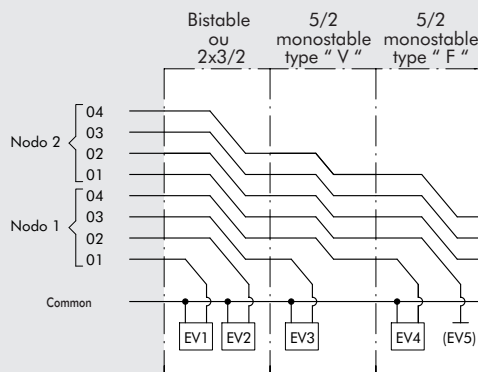 Bistable
ou
2x3/2
5/2
monostable
type “ V “
5/2
monostable
type “ F “
Nodo 2
04
03
02
01
Nodo 1
04
03
02
01
Common
EV1
EV2
EV3
EV4
(EV5)